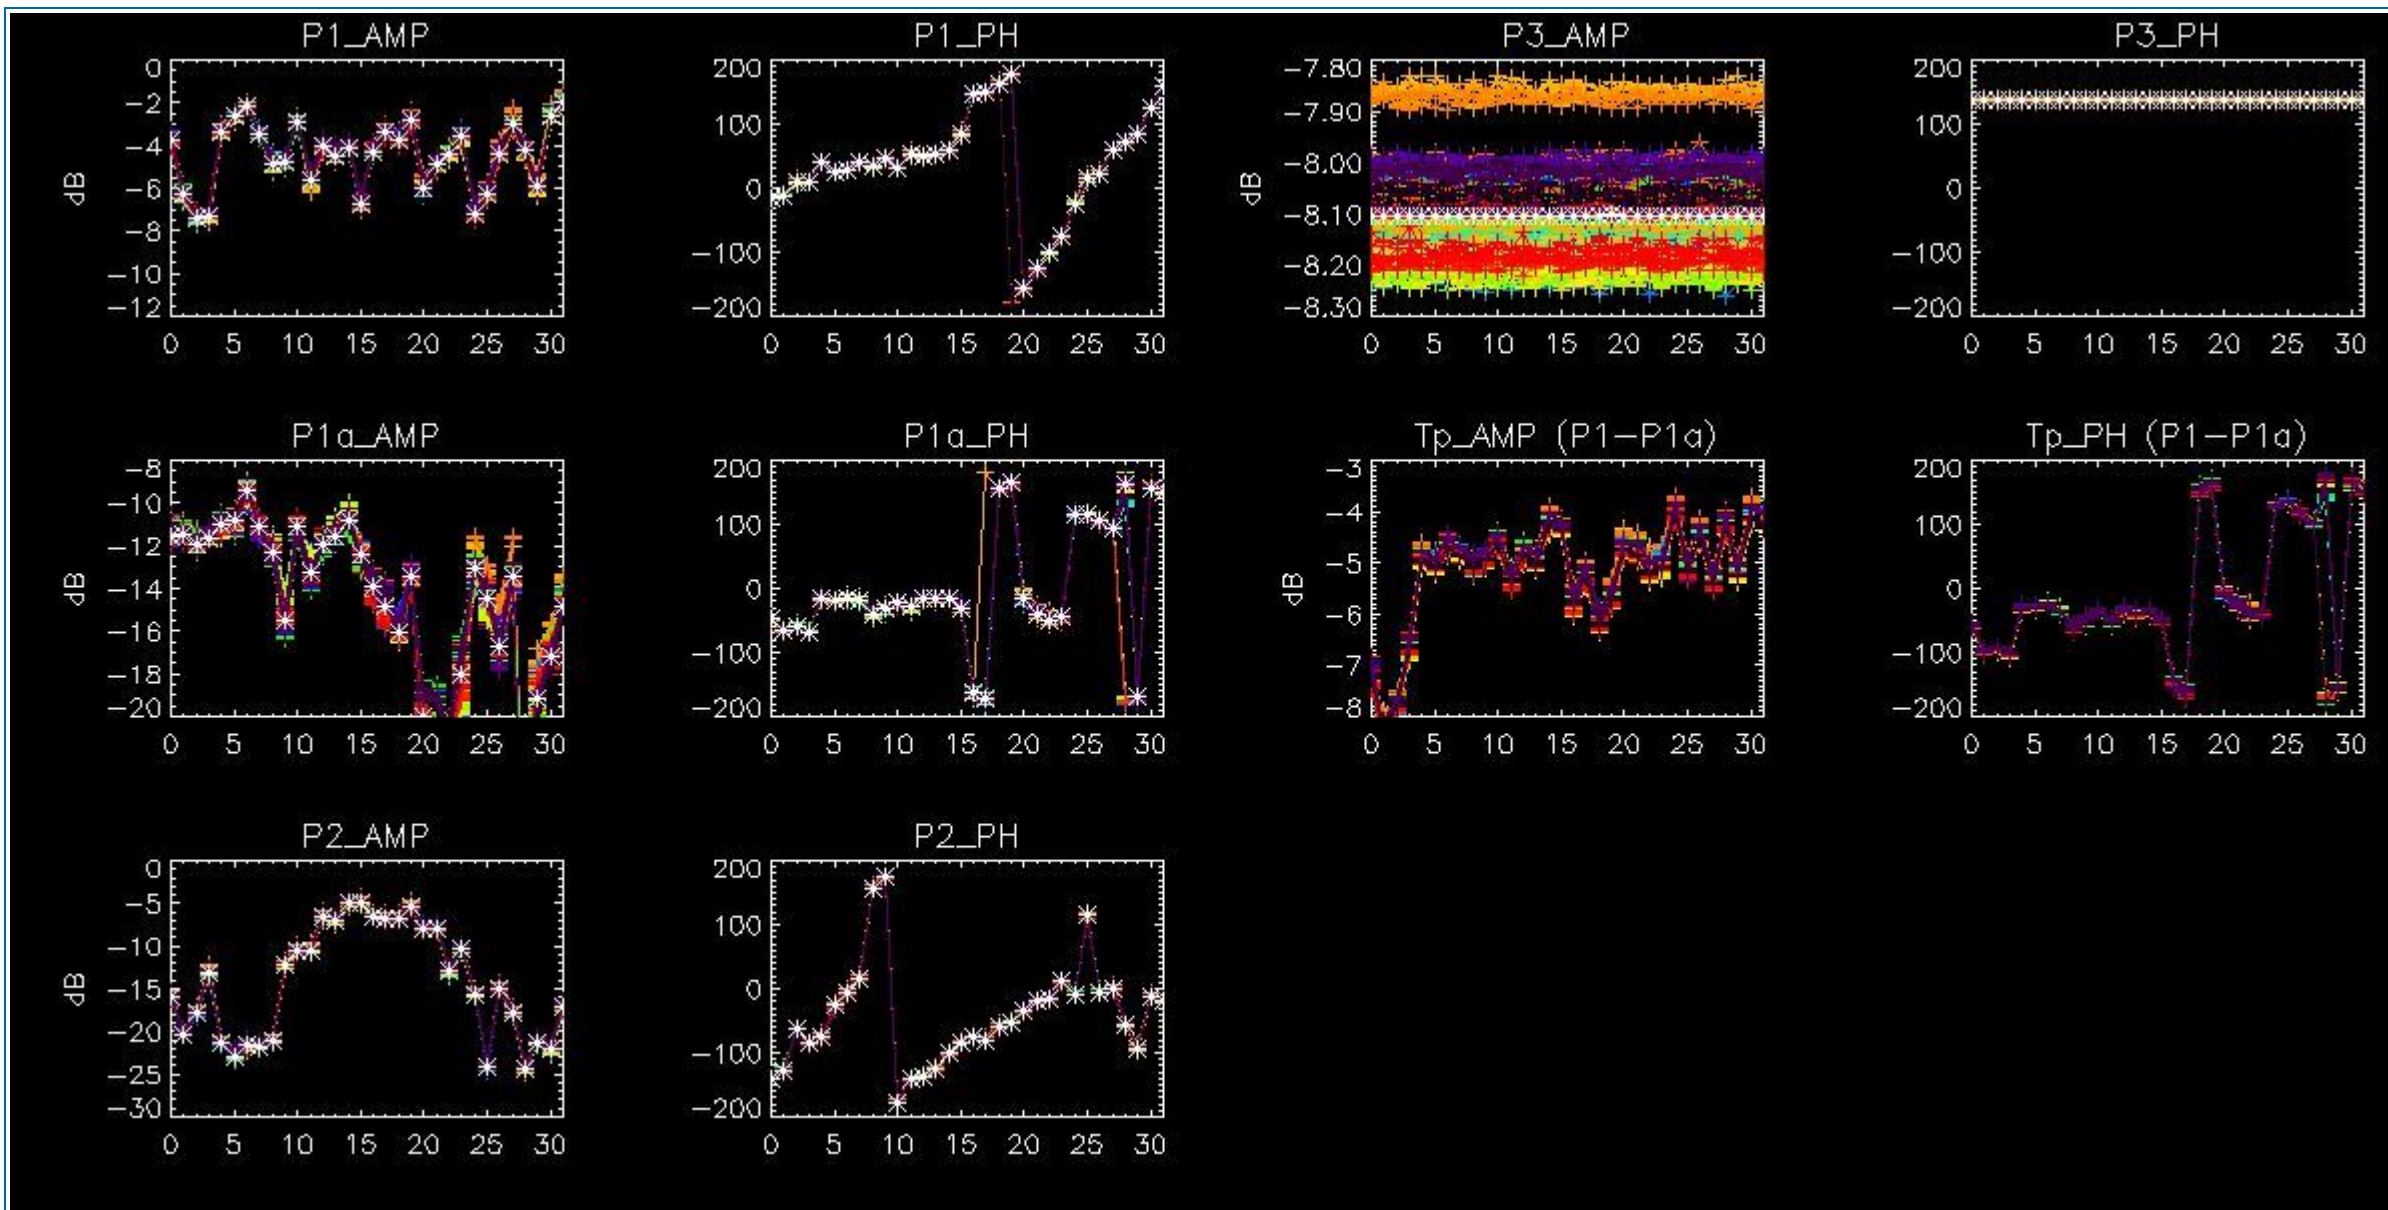 P1_AMP
0
−2
−4
−6
−8
−10
−12
dB
0 5 10 15 20 25 30
P1_PH
200
100
0
−100
−200
0 5 10 15 20 25 30
P3_AMP
−7.80
−7.90
−8.00
−8.10
−8.20
−8.30
dB
0 5 10 15 20 25 30
P3_PH
200
100
0
−100
−200
0 5 10 15 20 25 30
P1a_AMP
−8
−10
−12
−14
−16
−18
−20
dB
0 5 10 15 20 25 30
P1a_PH
200
100
0
−100
−200
0 5 10 15 20 25 30
Tp_AMP (P1−P1a)
−3
−4
−5
−6
−7
−8
dB
0 5 10 15 20 25 30
Tp_PH (P1−P1a)
200
100
0
−100
−200
0 5 10 15 20 25 30
P2_AMP
0
−5
−10
−15
−20
−25
−30
dB
0 5 10 15 20 25 30
P2_PH
200
100
0
−100
−200
0 5 10 15 20 25 30